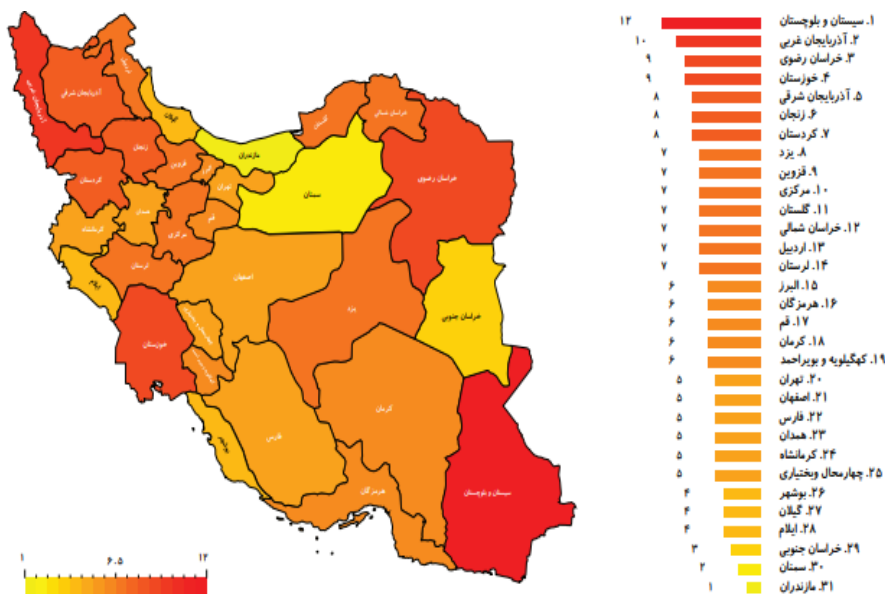 ۱. سیستان و بلوچستان ۱۲
۲. آذربایجان غربی ۱۰
۳. خراسان رضوی ۹
۴. خوزستان ۹
۵. آذربایجان شرقی ۸
۶. زنجان ۸
۷. کردستان ۸
۸. یزد ۷
۹. قزوین ۷
۱۰. مرکزی ۷
۱۱. گلستان ۷
۱۲. خراسان شمالی ۷
۱۳. اردبیل ۷
۱۴. لرستان ۷
۱۵. البرز ۶
۱۶. هرمزگان ۶
۱۷. قم ۶
۱۸. کرمان ۶
۱۹. کهگیلویه و بویراحمد ۶
۲۰. تهران ۵
۲۱. اصفهان ۵
۲۲. فارس ۵
۲۳. همدان ۵
۲۴. کرمانشاه ۵
۲۵. چهارمحال وبختیاری ۵
۲۶. بوشهر ۴
۲۷. گیلان ۴
۲۸. ایلام ۴
۲۹. خراسان جنوبی ۳
۳۰. سمنان ۲
۳۱. مازندران ۱
آذربایجان غربی
آذربایجان شرقی
اردبیل
گیلان
زنجان
کردستان
قزوین
البرز
مازندران
تهران
سمنان
گلستان
خراسان شمالی
خراسان رضوی
همدان
کرمانشاه
مرکزی
قم
ایلام
لرستان
اصفهان
یزد
خراسان جنوبی
خوزستان
فارس
کرمان
بوشهر
هرمزگان
سیستان و بلوچستان
۱ ۶.۵ ۱۲